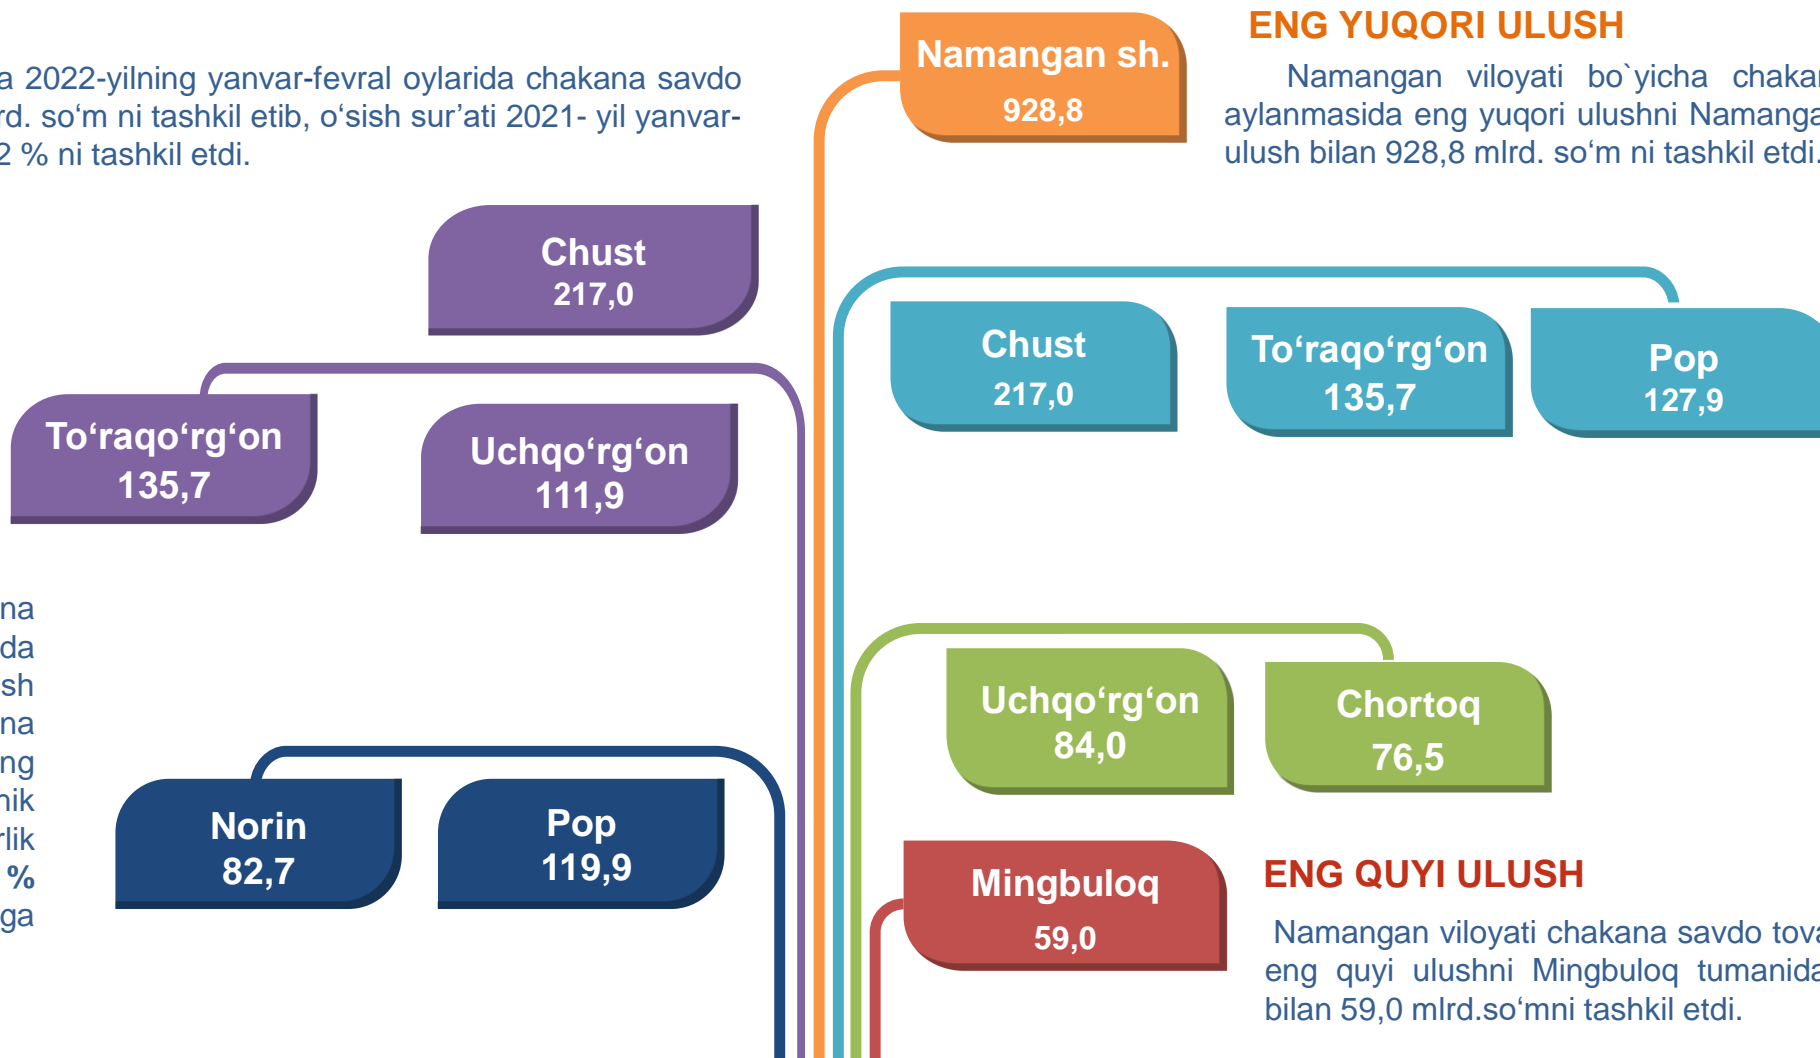 a 2022-yilning yanvar-fevral oylarida chakana savdo
rd. so‘m ni tashkil etib, o‘sish sur’ati 2021- yil yanvar-
2 % ni tashkil etdi.
Namangan sh.
928,8
ENG YUQORI ULUSH
Namangan viloyati bo`yicha chakan
aylanmasida eng yuqori ulushni Namanga
ulush bilan 928,8 mlrd. so‘m ni tashkil etdi.
Chust
217,0
To‘raqo‘rg‘on
135,7
Uchqo‘rg‘on
111,9
Chust
217,0
To‘raqo‘rg‘on
135,7
Pop
127,9
na
da
sh
na
ng
nik
rlik
%
ga
Norin
82,7
Pop
119,9
Uchqo‘rg‘on
84,0
Chortoq
76,5
Mingbuloq
59,0
ENG QUYI ULUSH
Namangan viloyati chakana savdo tova
eng quyi ulushni Mingbuloq tumanida
bilan 59,0 mlrd.so‘mni tashkil etdi.